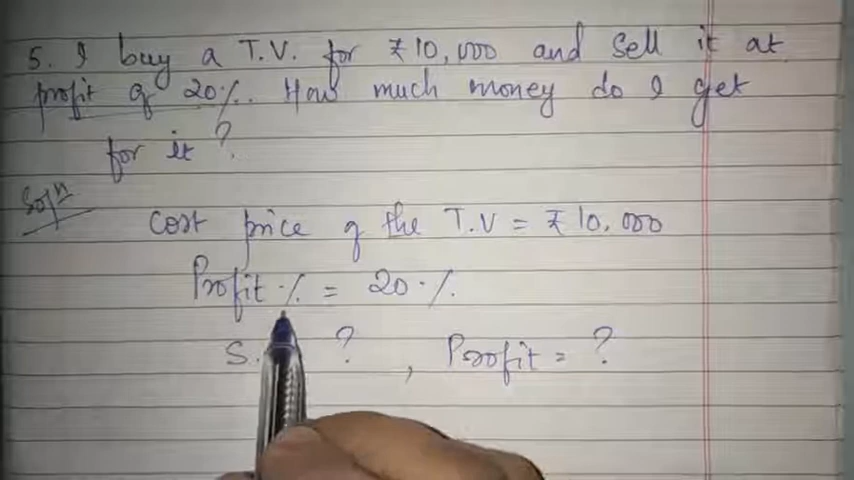 5. I buy a T.V. for ₹10,000 and sell it at
profit of 20%. How much money do I get
for it?
Solⁿ
Cost price of the T.V = ₹10,000
Profit % = 20%.
S. ? , Profit = ?